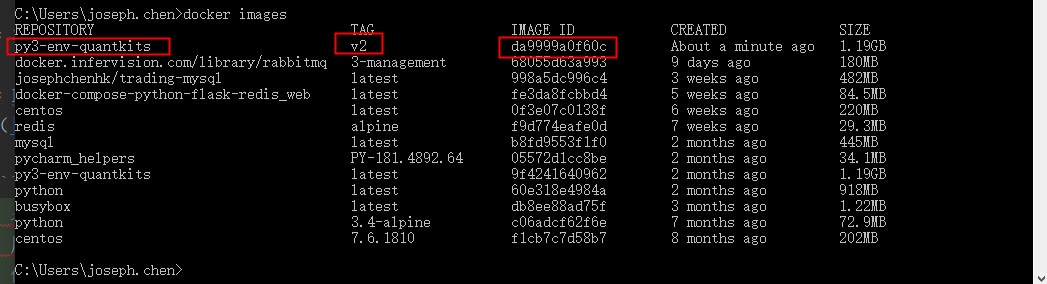 C:\Users\joseph.chen>docker images
REPOSITORY TAG IMAGE ID CREATED SIZE
py3-env-quantkits v2 da9999a0f60c About a minute ago 1.19GB
docker.infervision.com/library/rabbitmq 3-management 68055d63a993 9 days ago 180MB
josephchenhk/trading-mysql latest 998a5dc996c4 3 weeks ago 482MB
docker-compose-python-flask-redis_web latest fe3da8fcbbd4 5 weeks ago 84.5MB
centos latest 0f3e07c0138f 6 weeks ago 220MB
redis alpine f9d774eafe0d 7 weeks ago 29.3MB
mysql latest b8fd9553f1f0 2 months ago 445MB
pycharm_helpers PY-181.4892.64 05572d1cc8be 2 months ago 34.1MB
py3-env-quantkits latest 9f4241640962 2 months ago 1.19GB
python latest 60e318e4984a 2 months ago 918MB
busybox latest db8ee88ad75f 3 months ago 1.22MB
python 3.4-alpine c06adcf62f6e 7 months ago 72.9MB
centos 7.6.1810 f1cb7c7d58b7 8 months ago 202MB
C:\Users\joseph.chen>